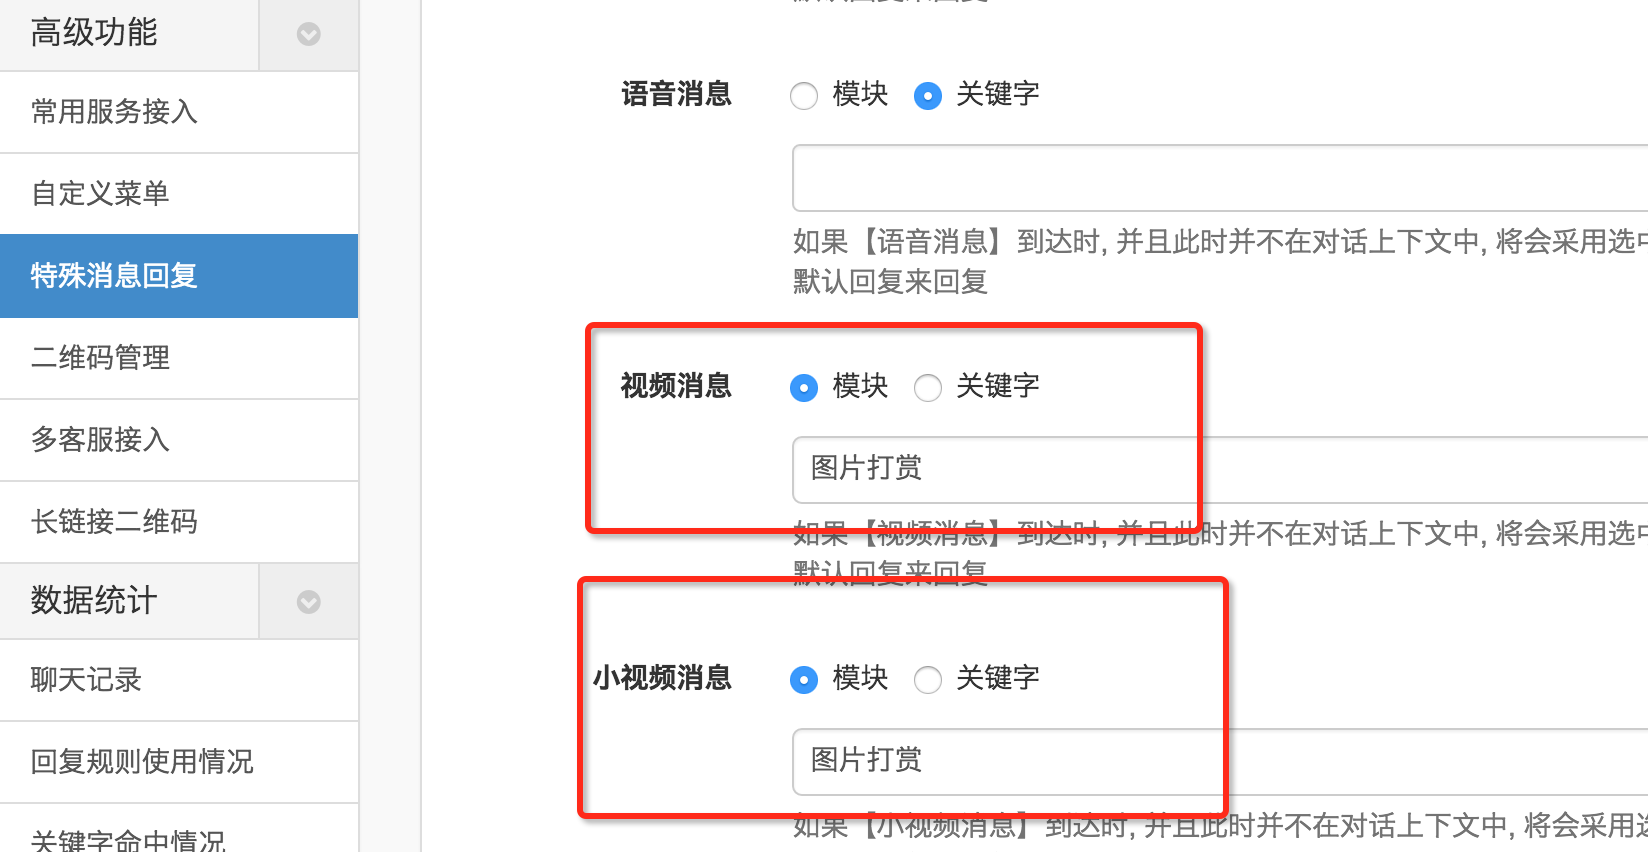 高级功能
常用服务接入
自定义菜单
特殊消息回复
二维码管理
多客服接入
长链接二维码
数据统计
聊天记录
回复规则使用情况
关键字命中情况
默认回复来回复
语音消息 模块 关键字
如果【语音消息】到达时, 并且此时并不在对话上下文中, 将会采用选中
默认回复来回复
视频消息 模块 关键字
图片打赏
如果【视频消息】到达时, 并且此时并不在对话上下文中, 将会采用选中
默认回复来回复
小视频消息 模块 关键字
图片打赏
如果【小视频消息】到达时, 并且此时并不在对话上下文中, 将会采用选